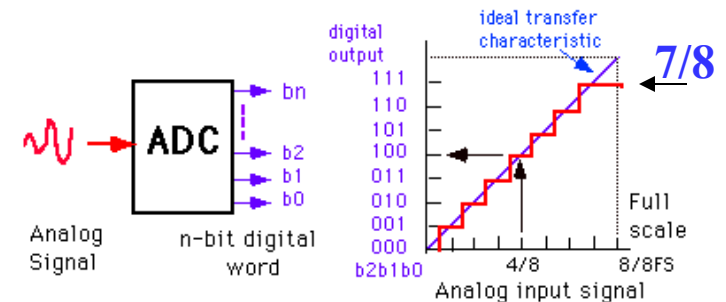 ADC
bn
b2
b1
b0
Analog
Signal
n-bit digital
word
digital
output
ideal transfer
characteristic
7/8
111
110
101
100
011
010
001
000
b2b1b0
4/8
8/8FS
Full
scale
Analog input signal